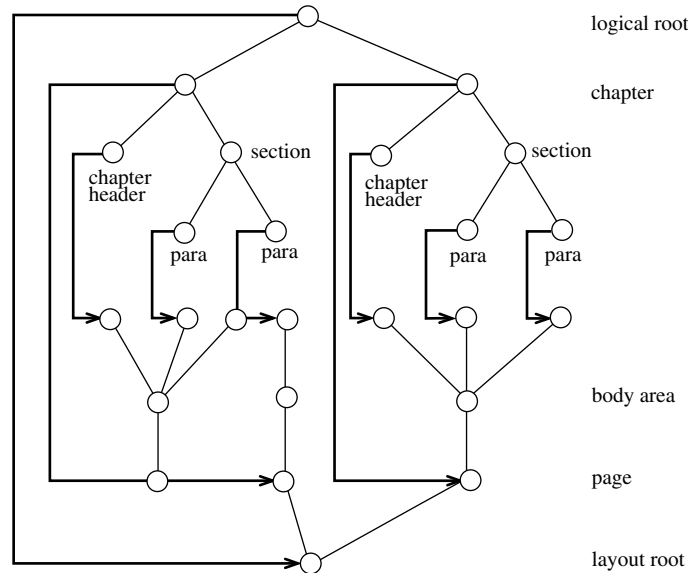 logical root
chapter
section
section
chapter
header
chapter
header
para
para
para
para
body area
page
layout root